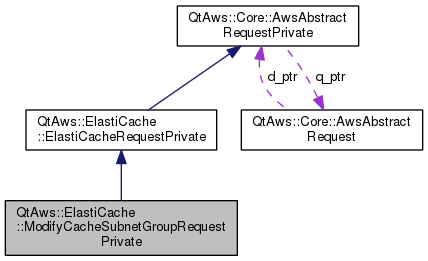 QtAws::Core::AwsAbstract
RequestPrivate
d_ptr
q_ptr
QtAws::ElastiCache
::ElastiCacheRequestPrivate
QtAws::Core::AwsAbstract
Request
QtAws::ElastiCache
::ModifyCacheSubnetGroupRequest
Private